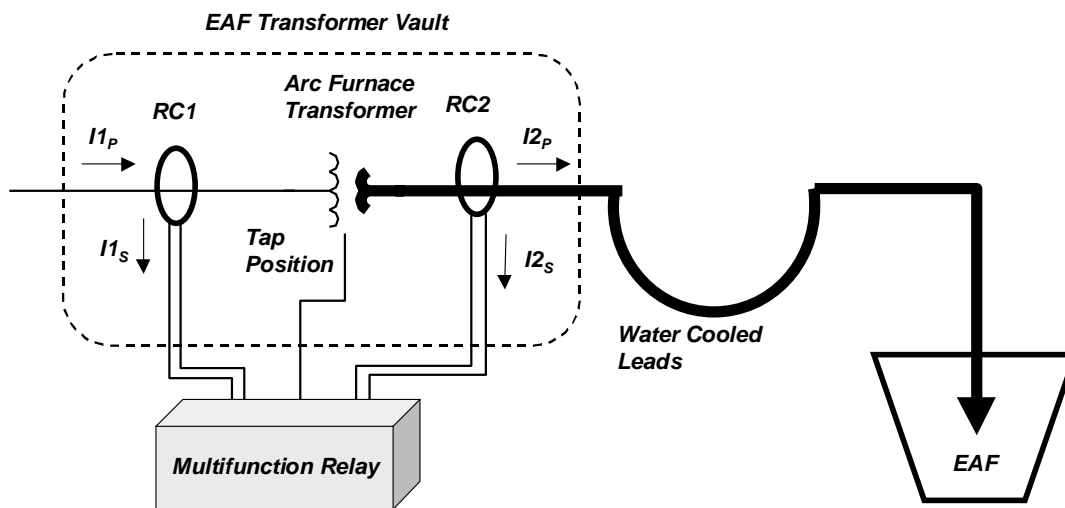 EAF Transformer Vault
Arc Furnace
Transformer
RC1
RC2
I1P
I2P
I1S
Tap
Position
I2S
Water Cooled
Leads
Multifunction Relay
EAF